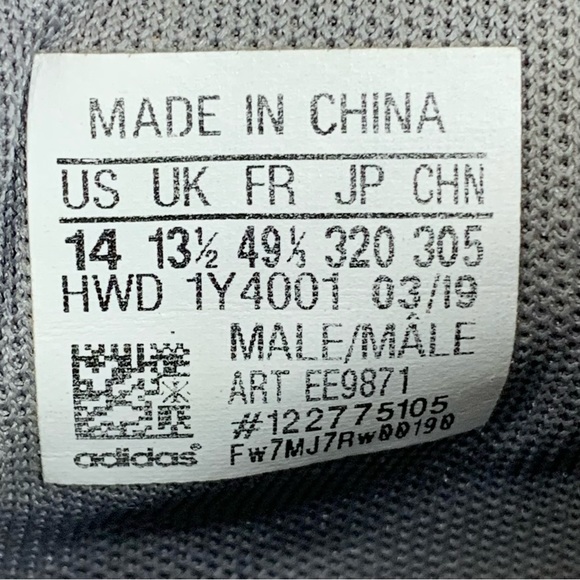 MADE IN CHINA
US UK FR JP CHN
14 13½ 49⅓ 320 305
HWD 1Y4001 03/19
MALE/MÂLE
ART EE9871
#122775105
Fw7MJ7Rw00190
adidas